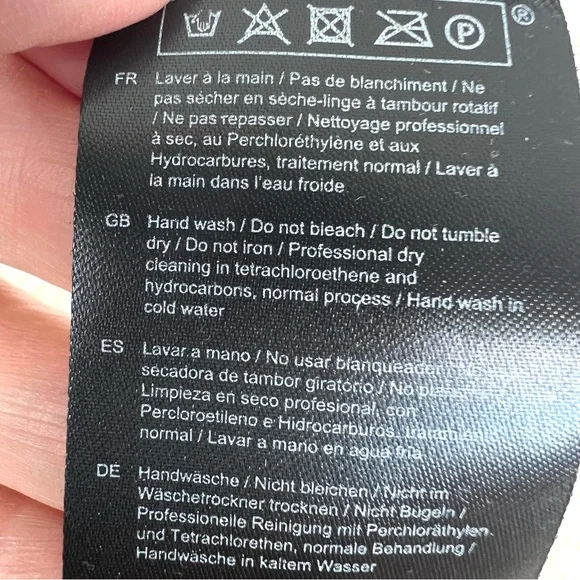 P ®
FR Laver à la main / Pas de blanchiment / Ne
pas sécher en sèche-linge à tambour rotatif
/ Ne pas repasser / Nettoyage professionnel
à sec, au Perchloréthylène et aux
Hydrocarbures, traitement normal / Laver à
la main dans l'eau froide
GB Hand wash / Do not bleach / Do not tumble
dry / Do not iron / Professional dry
cleaning in tetrachloroethene and
hydrocarbons, normal process / Hand wash in
cold water
ES Lavar a mano / No usar blanqueador
secadora de tambor giratorio / No
Limpieza en seco profesional, con
Percloroetileno e Hidrocarburos, tratamiento
normal / Lavar a mano en agua fría
DE Handwäsche / Nicht bleichen / Nicht im
Wäschetrockner trocknen / Nicht Bügeln /
Professionelle Reinigung mit Perchloräthylen
und Tetrachlorethen, normale Behandlung /
Handwäsche in kaltem Wasser